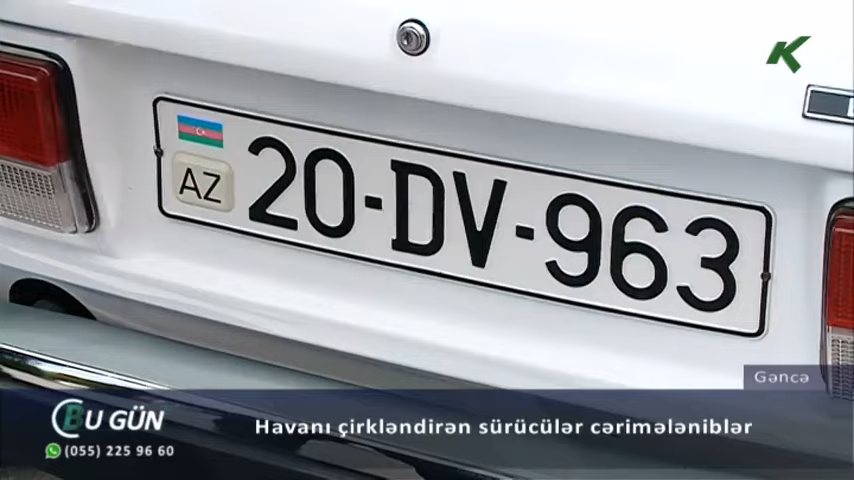 K
AZ 20-DV-963
Gəncə
BU GÜN
Havanı çirkləndirən sürücülər cərimələniblər
(055) 225 96 60